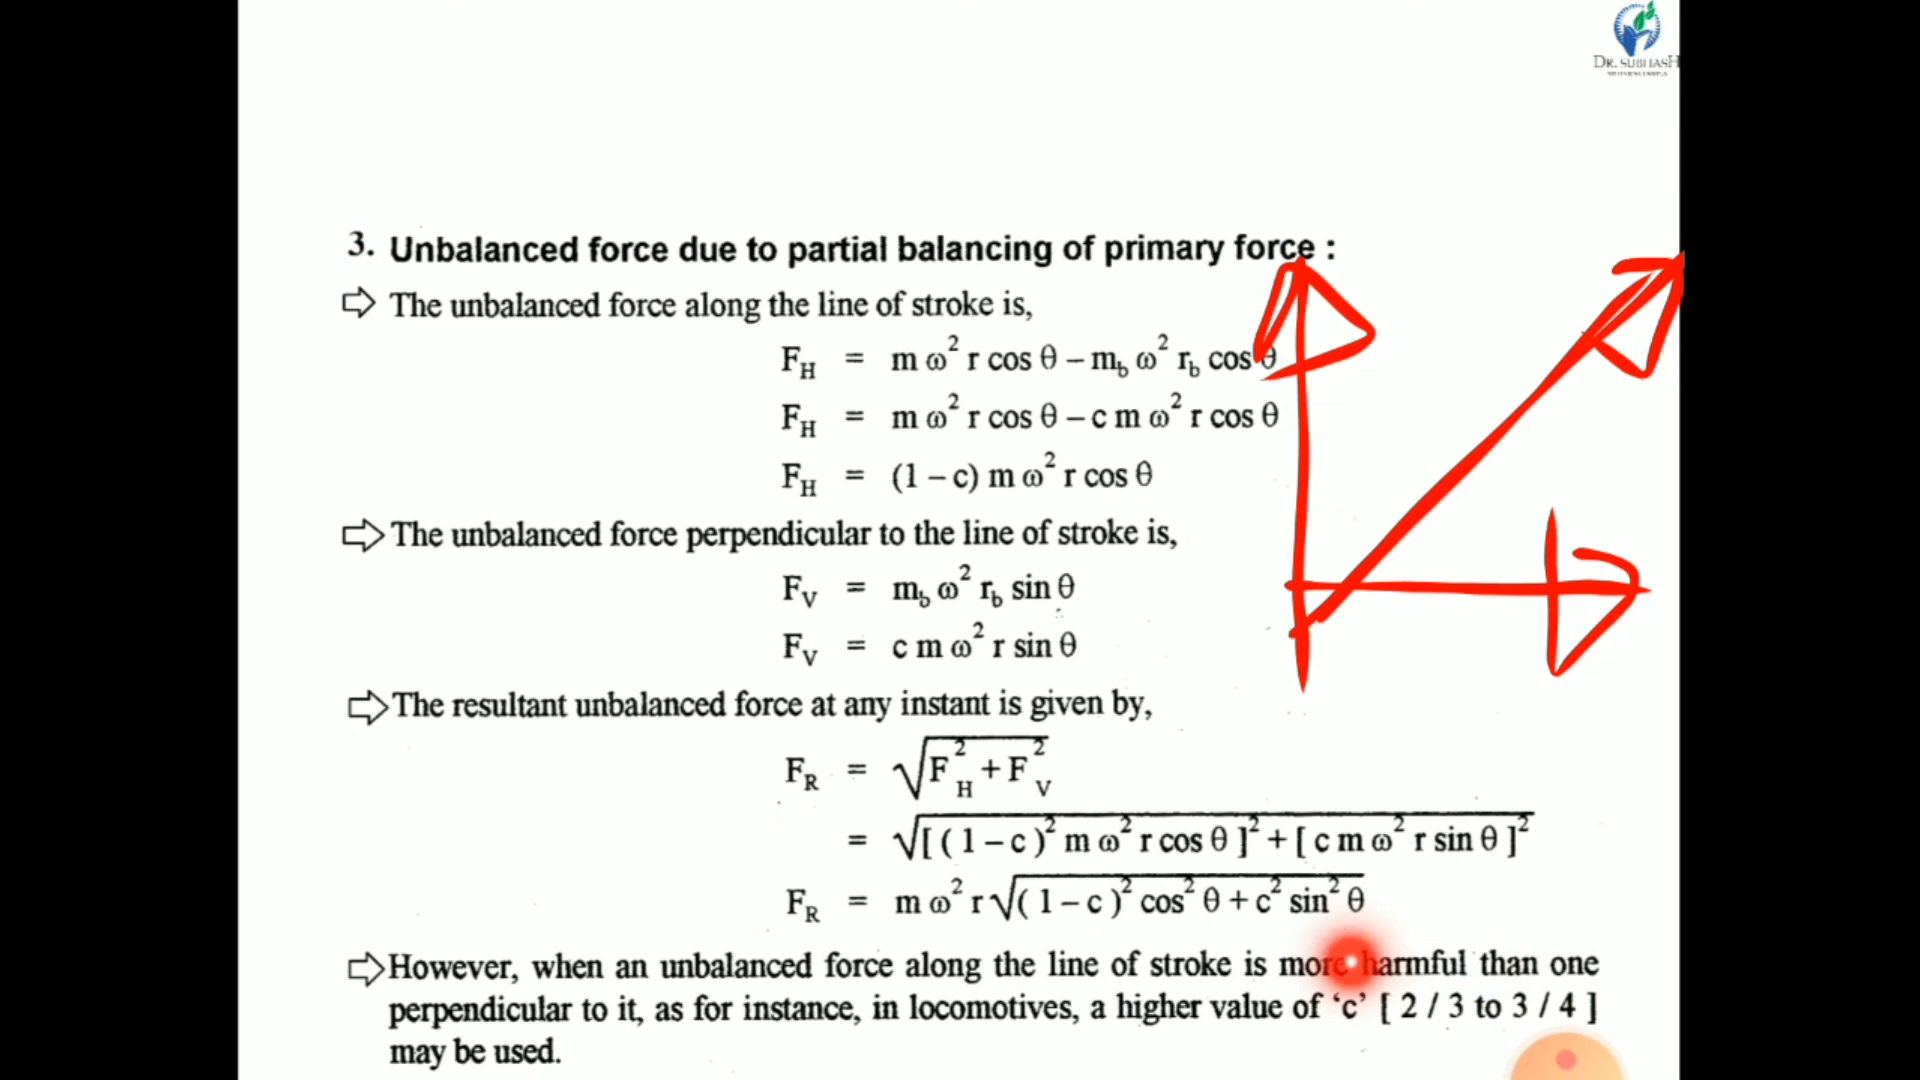 DR. SUBHASH
3. Unbalanced force due to partial balancing of primary force :
⇨ The unbalanced force along the line of stroke is,
F_H = m ω² r cos θ – m_b ω² r_b cos θ
F_H = m ω² r cos θ – c m ω² r cos θ
F_H = (1 – c) m ω² r cos θ
⇨ The unbalanced force perpendicular to the line of stroke is,
F_V = m_b ω² r_b sin θ
F_V = c m ω² r sin θ
⇨ The resultant unbalanced force at any instant is given by,
F_R = √(F_H² + F_V²)
= √([ ( 1 – c )² m ω² r cos θ ]² + [ c m ω² r sin θ ]²)
F_R = m ω² r √(( 1 – c )² cos² θ + c² sin² θ)
⇨ However, when an unbalanced force along the line of stroke is more harmful than one
perpendicular to it, as for instance, in locomotives, a higher value of ‘c’ [ 2 / 3 to 3 / 4 ]
may be used.